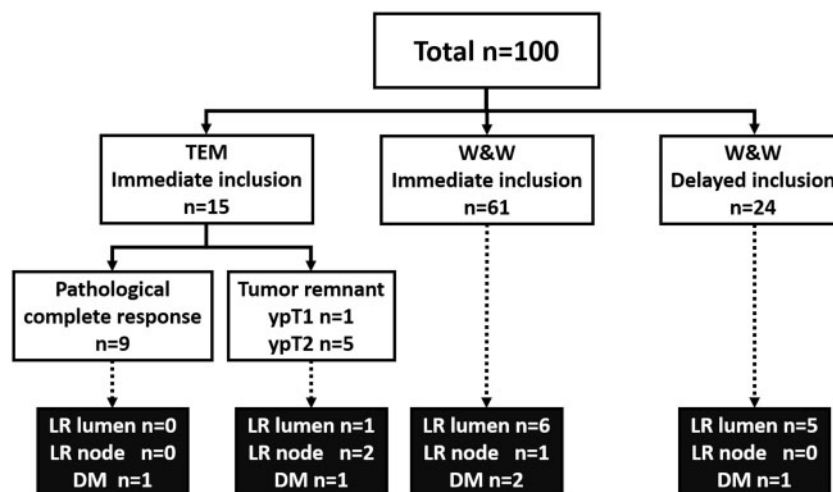 Total n=100
TEM
Immediate inclusion
n=15
W&W
Immediate inclusion
n=61
W&W
Delayed inclusion
n=24
Pathological
complete response
n=9
Tumor remnant
ypT1 n=1
ypT2 n=5
LR lumen n=0
LR node n=0
DM n=1
LR lumen n=1
LR node n=2
DM n=1
LR lumen n=6
LR node n=1
DM n=2
LR lumen n=5
LR node n=0
DM n=1